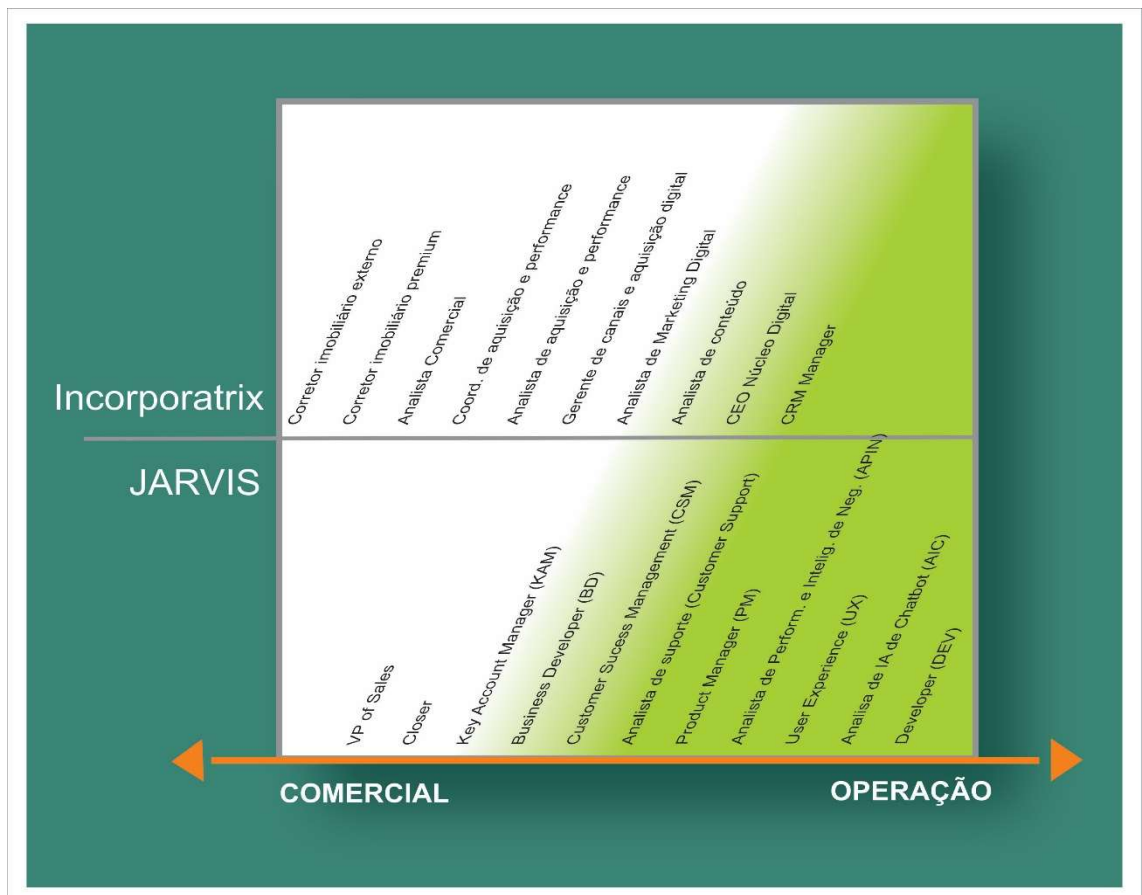 Incorporatrix
Corretor imobiliário externo
Corretor imobiliário premium
Analista Comercial
Coord. de aquisição e performance
Analista de aquisição e performance
Gerente de canais e aquisição digital
Analista de Marketing Digital
Analista de conteúdo
CEO Núcleo Digital
CRM Manager
JARVIS
VP of Sales
Closer
Key Account Manager (KAM)
Business Developer (BD)
Customer Sucess Management (CSM)
Analista de suporte (Customer Support)
Product Manager (PM)
Analista de Perform. e Intelig. de Neg. (APIN)
User Experience (UX)
Analisa de IA de Chatbot (AIC)
Developer (DEV)
COMERCIAL
OPERAÇÃO